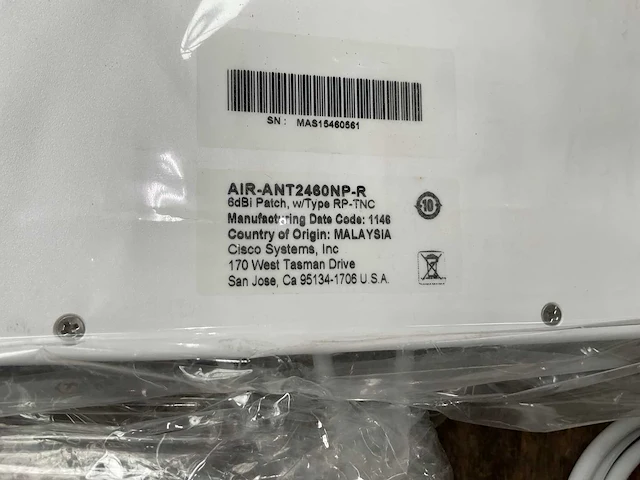 SN: MAS15460561
AIR-ANT2460NP-R
6dBi Patch, w/Type RP-TNC
10
Manufactoring Date Code: 1146
Country of Origin: MALAYSIA
Cisco Systems, Inc
170 West Tasman Drive
San Jose, Ca 95134-1706 U.S.A.